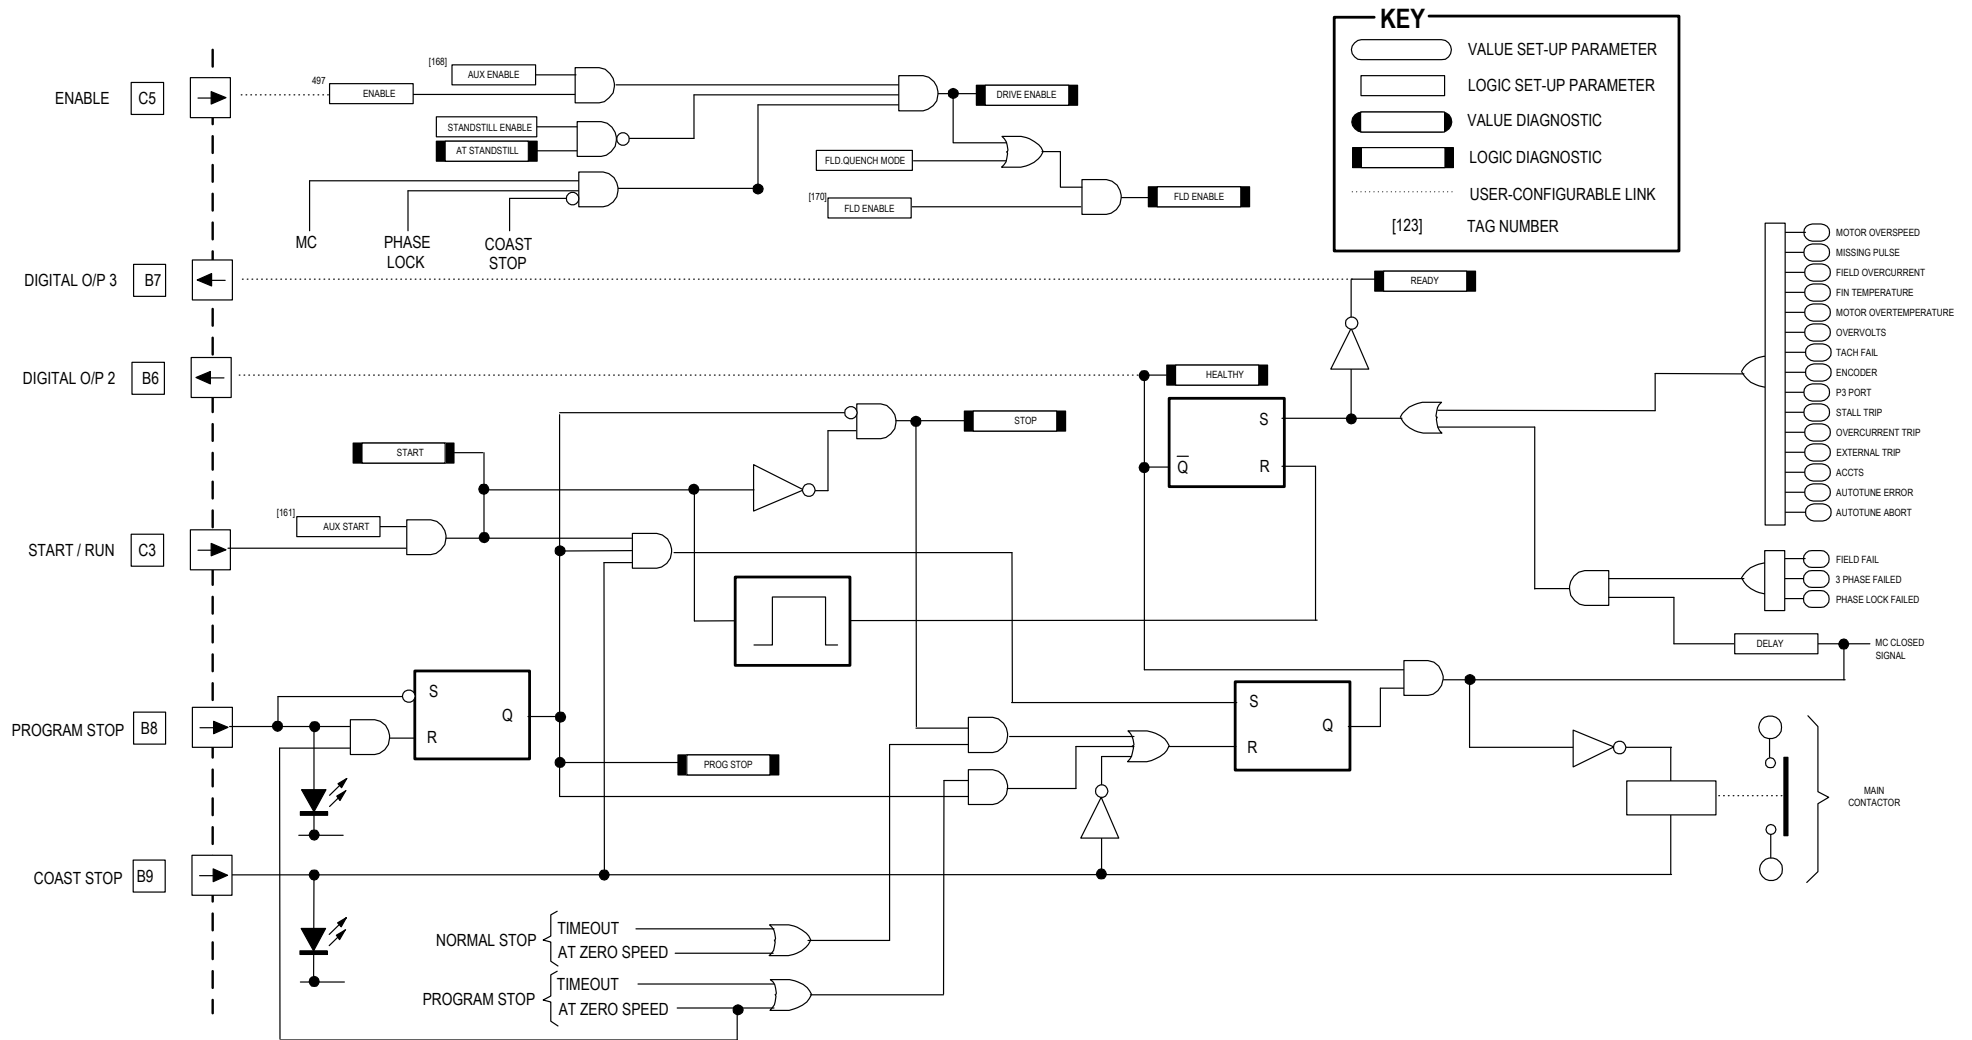 KEY
VALUE SET-UP PARAMETER
LOGIC SET-UP PARAMETER
VALUE DIAGNOSTIC
LOGIC DIAGNOSTIC
USER-CONFIGURABLE LINK
[123] TAG NUMBER
ENABLE C5
497
ENABLE
[168]
AUX ENABLE
STANDSTILL ENABLE
AT STANDSTILL
DRIVE ENABLE
FLD.QUENCH MODE
[170]
FLD ENABLE
FLD ENABLE
MC
PHASE
LOCK
COAST
STOP
DIGITAL O/P 3 B7
READY
DIGITAL O/P 2 B6
HEALTHY
S
Q
R
STOP
START
START / RUN C3
[161]
AUX START
MOTOR OVERSPEED
MISSING PULSE
FIELD OVERCURRENT
FIN TEMPERATURE
MOTOR OVERTEMPERATURE
OVERVOLTS
TACH FAIL
ENCODER
P3 PORT
STALL TRIP
OVERCURRENT TRIP
EXTERNAL TRIP
ACCTS
AUTOTUNE ERROR
AUTOTUNE ABORT
FIELD FAIL
3 PHASE FAILED
PHASE LOCK FAILED
DELAY
MC CLOSED
SIGNAL
PROGRAM STOP B8
S
Q
R
PROG STOP
S
Q
R
MAIN
CONTACTOR
COAST STOP B9
NORMAL STOP
TIMEOUT
AT ZERO SPEED
PROGRAM STOP
TIMEOUT
AT ZERO SPEED